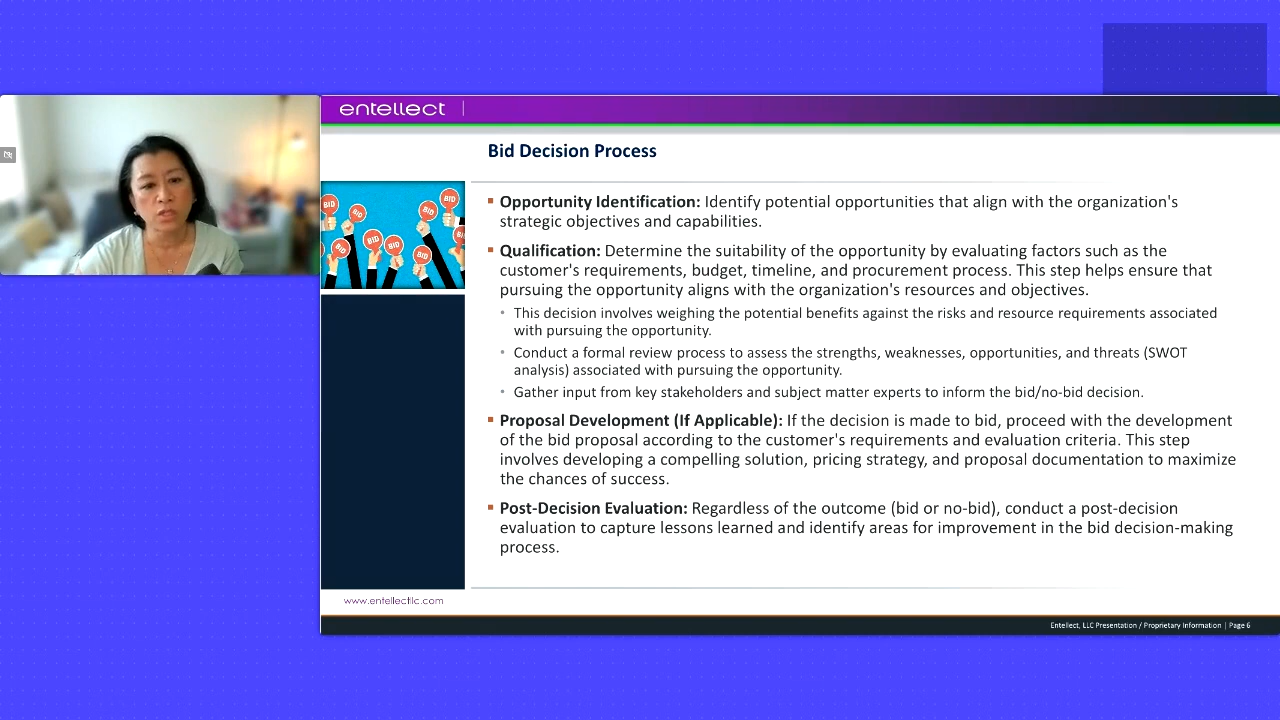 entellect
Bid Decision Process
BID
BID
BID
BID
BID
BID
BID
BID
BID
Opportunity Identification: Identify potential opportunities that align with the organization's
strategic objectives and capabilities.
Qualification: Determine the suitability of the opportunity by evaluating factors such as the
customer's requirements, budget, timeline, and procurement process. This step helps ensure that
pursuing the opportunity aligns with the organization's resources and objectives.
This decision involves weighing the potential benefits against the risks and resource requirements associated
with pursuing the opportunity.
Conduct a formal review process to assess the strengths, weaknesses, opportunities, and threats (SWOT
analysis) associated with pursuing the opportunity.
Gather input from key stakeholders and subject matter experts to inform the bid/no-bid decision.
Proposal Development (If Applicable): If the decision is made to bid, proceed with the development
of the bid proposal according to the customer's requirements and evaluation criteria. This step
involves developing a compelling solution, pricing strategy, and proposal documentation to maximize
the chances of success.
Post-Decision Evaluation: Regardless of the outcome (bid or no-bid), conduct a post-decision
evaluation to capture lessons learned and identify areas for improvement in the bid decision-making
process.
www.entellectllc.com
Entellect, LLC Presentation / Proprietary Information | Page 6